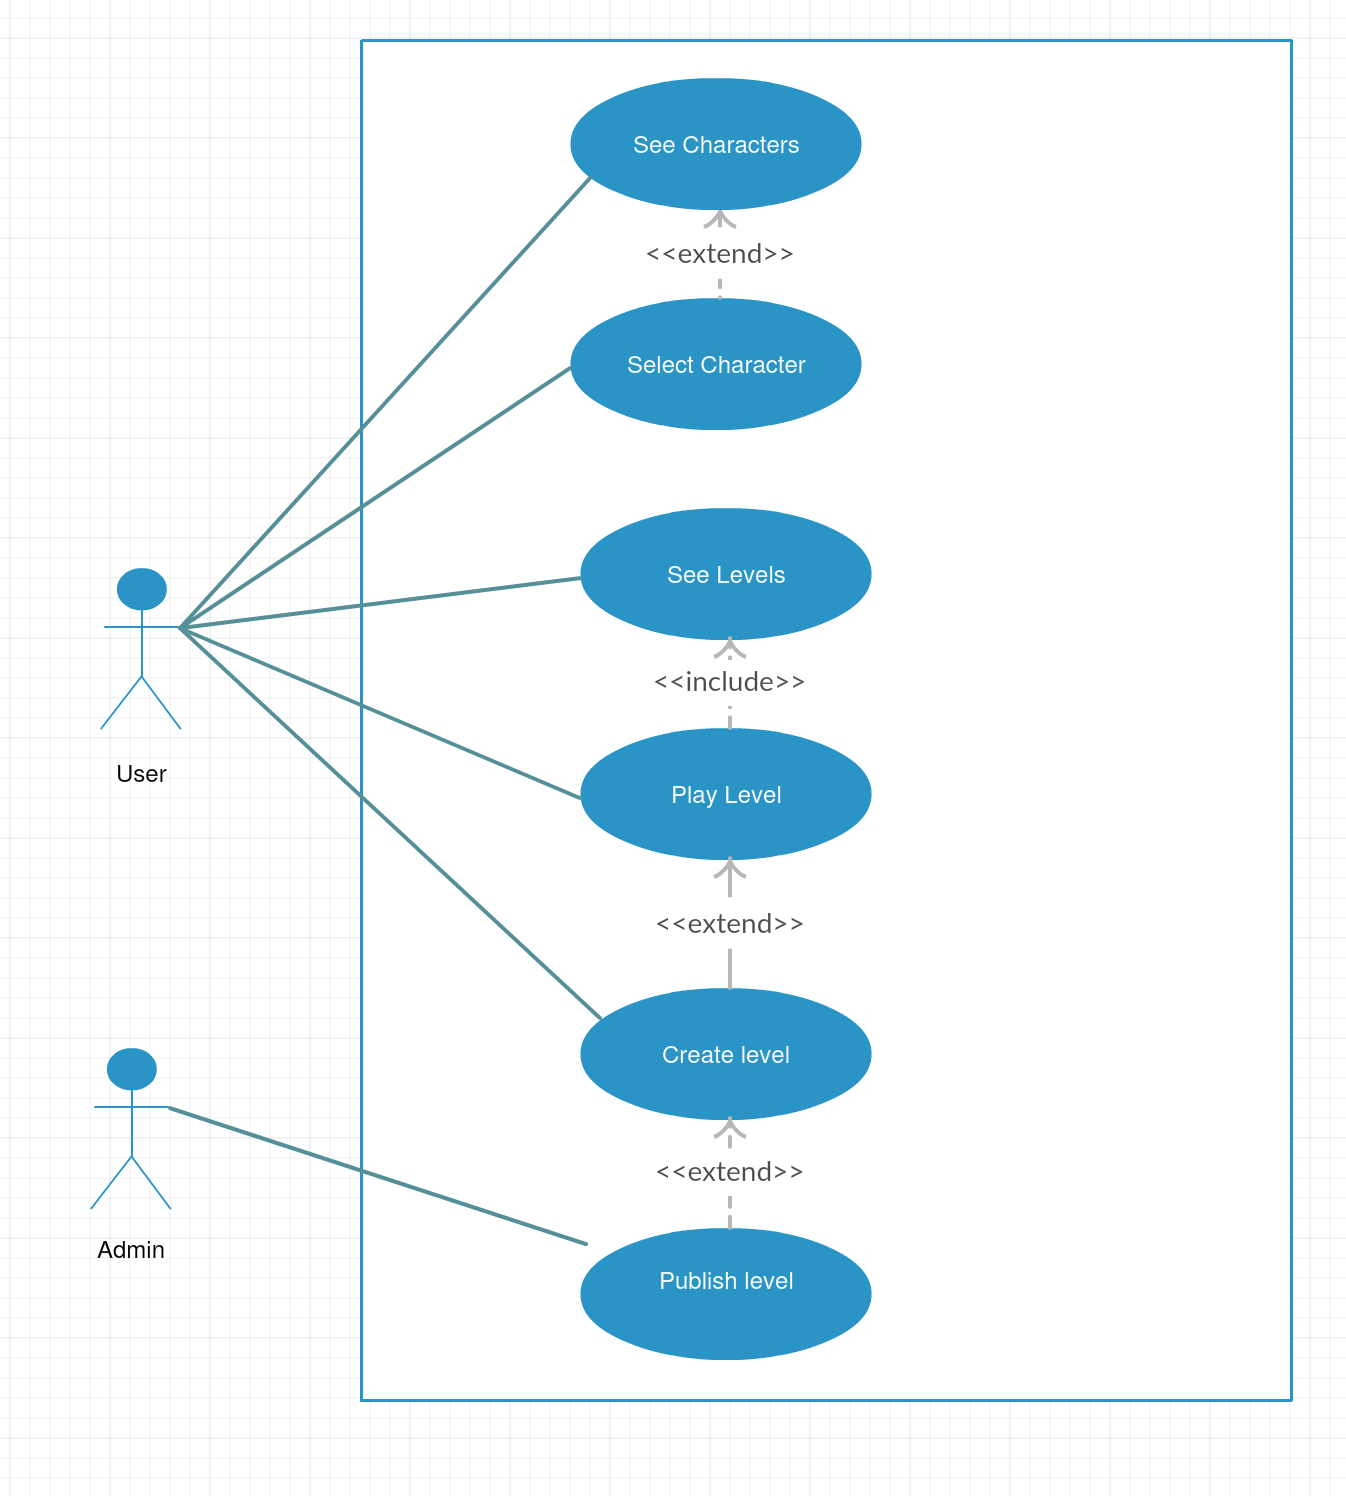 See Characters
<<extend>>
Select Character
See Levels
<<include>>
Play Level
<<extend>>
Create level
<<extend>>
Publish level
User
Admin